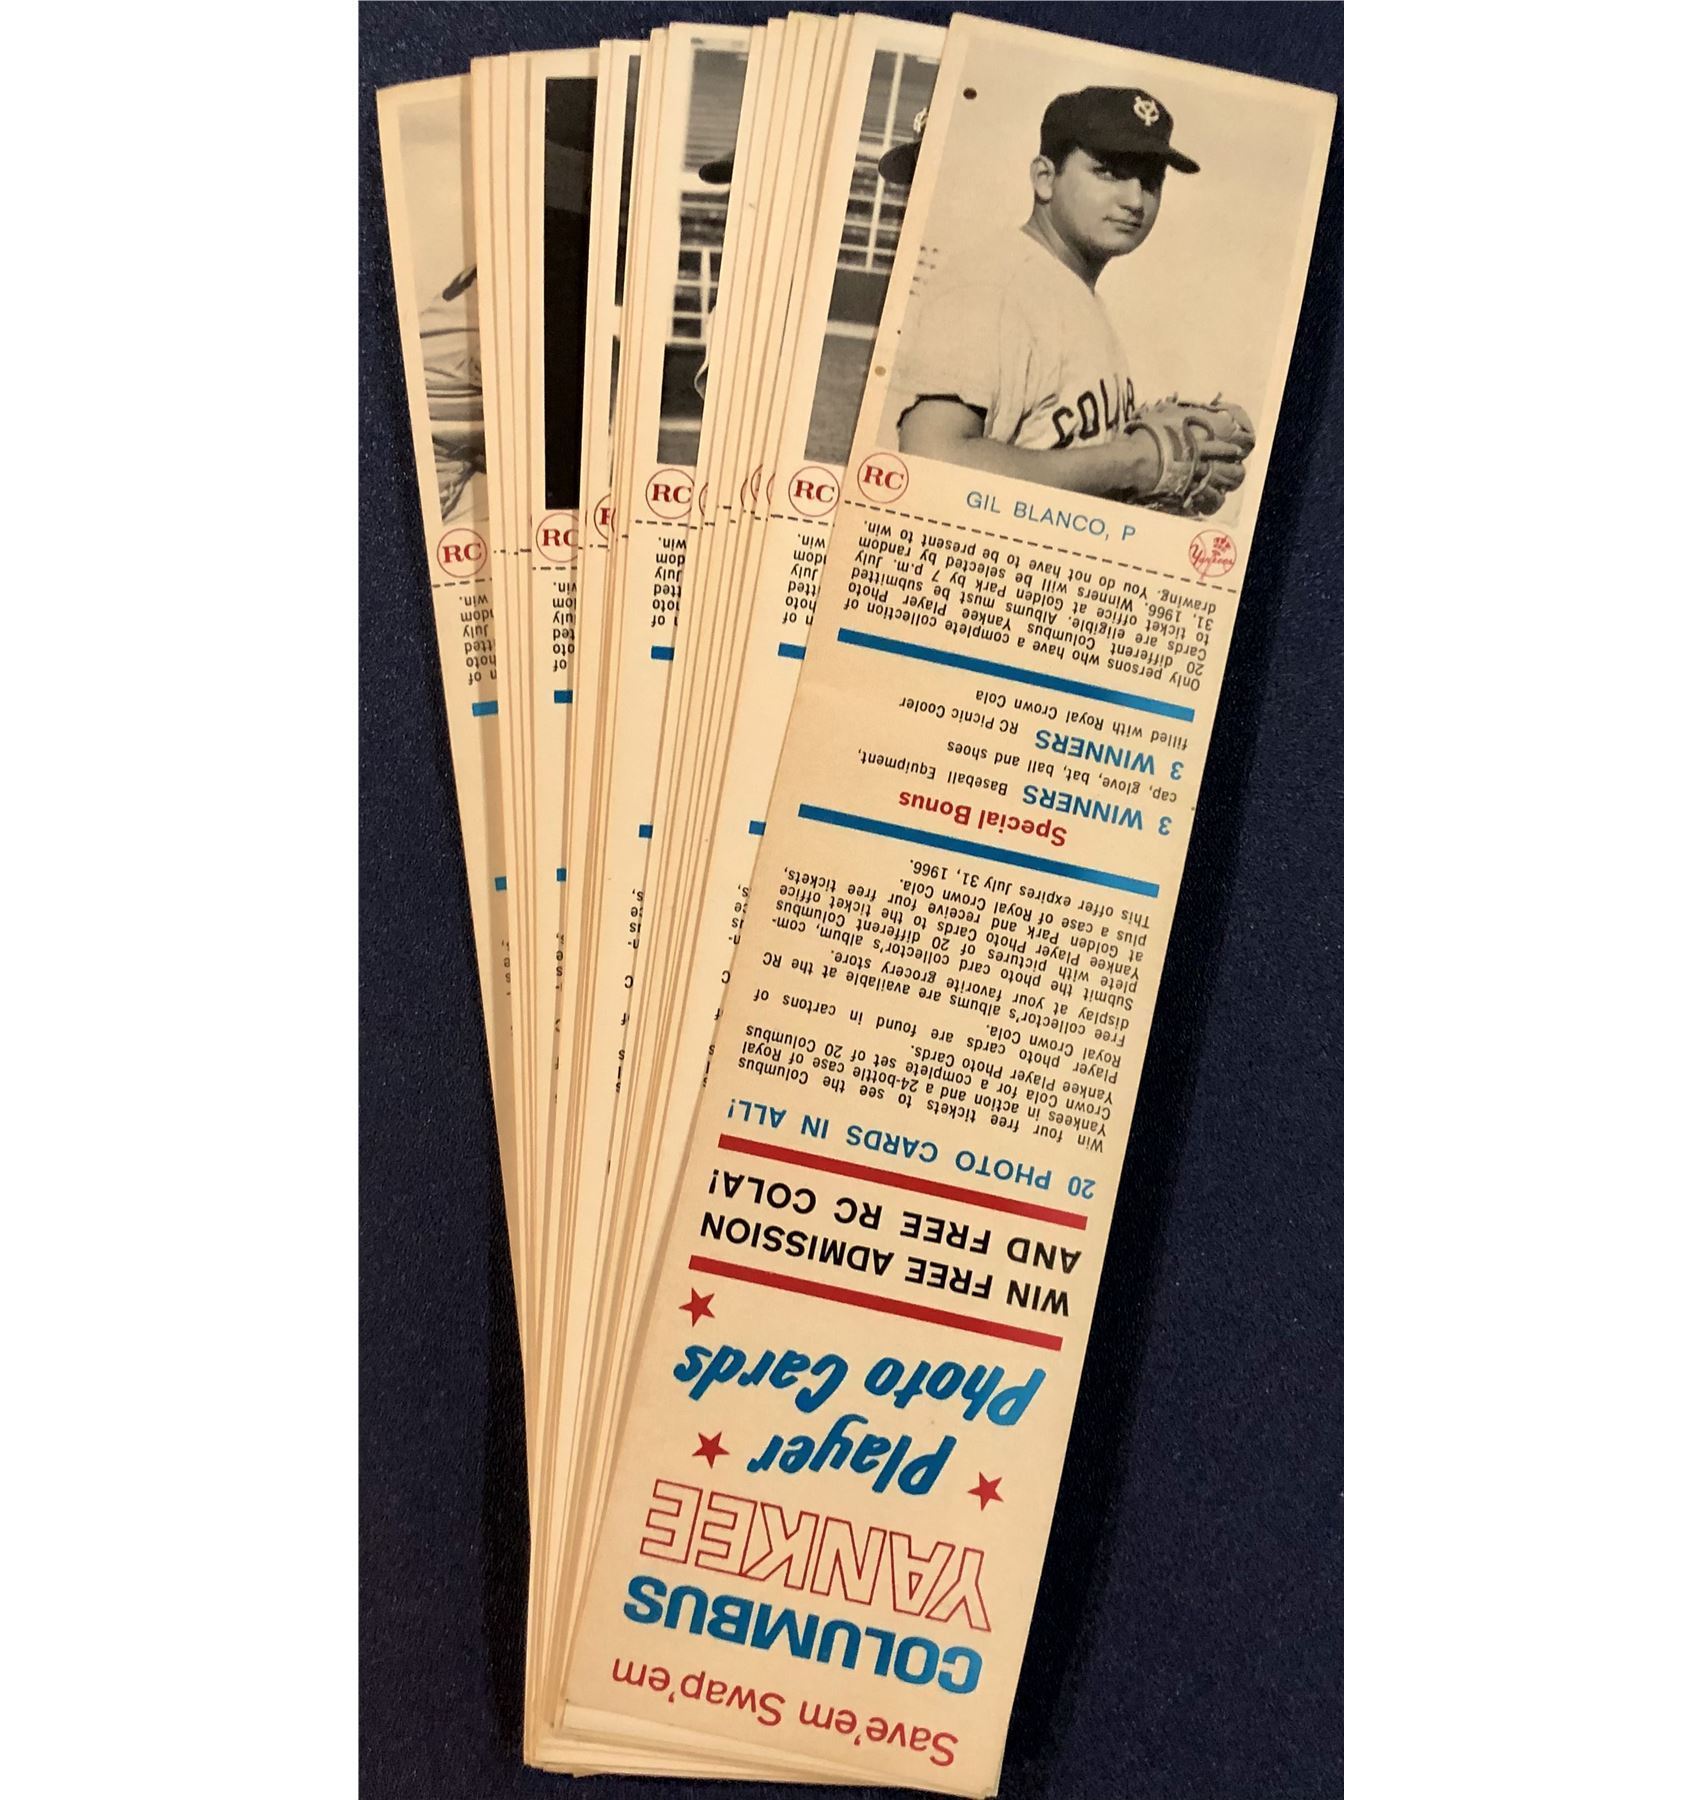 COLUM
RC
GIL BLANCO, P
Yankees
Save'em Swap'em
COLUMBUS
YANKEE
Player
Photo Cards
WIN FREE ADMISSION
AND FREE RC COLA!
20 PHOTO CARDS IN ALL!
Win four free tickets to see the Columbus
Yankees in action and a 24-bottle case of Royal
Crown Cola for a complete set of 20 Columbus
Yankee Player Photo Cards.
Player photo cards are found in cartons of
Royal Crown Cola.
Free collector's albums are available at the RC
display at your favorite grocery store.
Submit the photo card collector's album, com-
plete with pictures of 20 different Columbus
Yankee Player Photo Cards to the ticket office
at Golden Park and receive four free tickets,
plus a case of Royal Crown Cola.
This offer expires July 31, 1966.
Special Bonus
3 WINNERS Baseball Equipment,
cap, glove, bat, ball and shoes
3 WINNERS RC Picnic Cooler
filled with Royal Crown Cola
Only persons who have a complete collection of
20 different Columbus Yankee Player Photo
Cards are eligible. Albums must be submitted
to ticket office at Golden Park by 7 p.m. July
31, 1966. Winners will be selected by random
drawing. You do not have to be present to win.
RC
RC
RC
RC